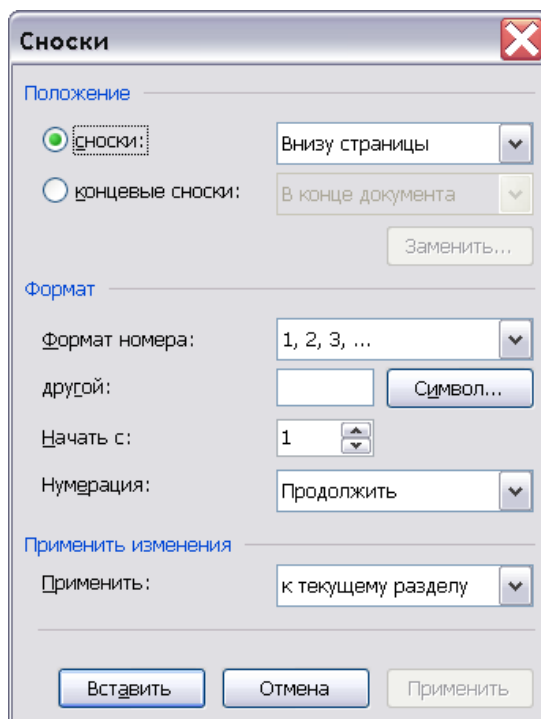 Сноски
Положение
сноски: Внизу страницы
концевые сноски: В конце документа
Заменить...
Формат
Формат номера: 1, 2, 3, ...
другой: Символ...
Начать с: 1
Нумерация: Продолжить
Применить изменения
Применить: к текущему разделу
Вставить Отмена Применить